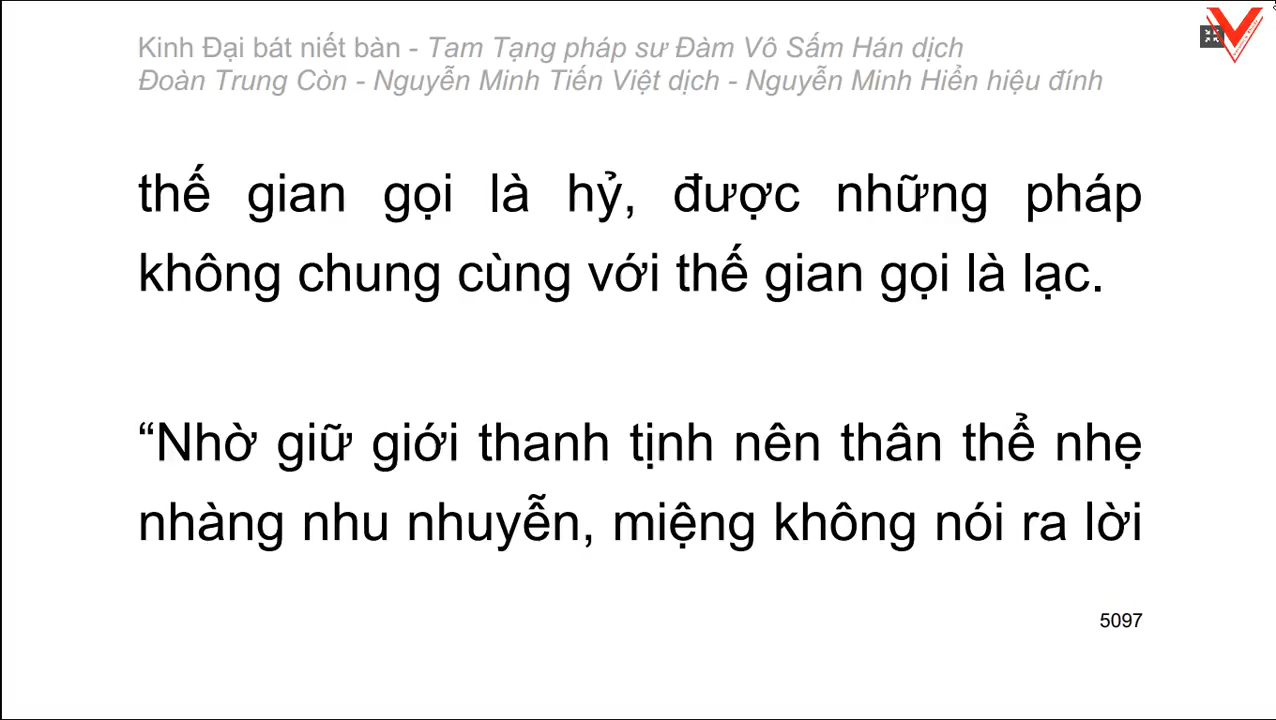 Kinh Đại bát niết bàn - Tam Tạng pháp sư Đàm Vô Sấm Hán dịch
Đoàn Trung Còn - Nguyễn Minh Tiến Việt dịch - Nguyễn Minh Hiển hiệu đính
thế gian gọi là hỷ, được những pháp
không chung cùng với thế gian gọi là lạc.
“Nhờ giữ giới thanh tịnh nên thân thể nhẹ
nhàng nhu nhuyễn, miệng không nói ra lời
5097